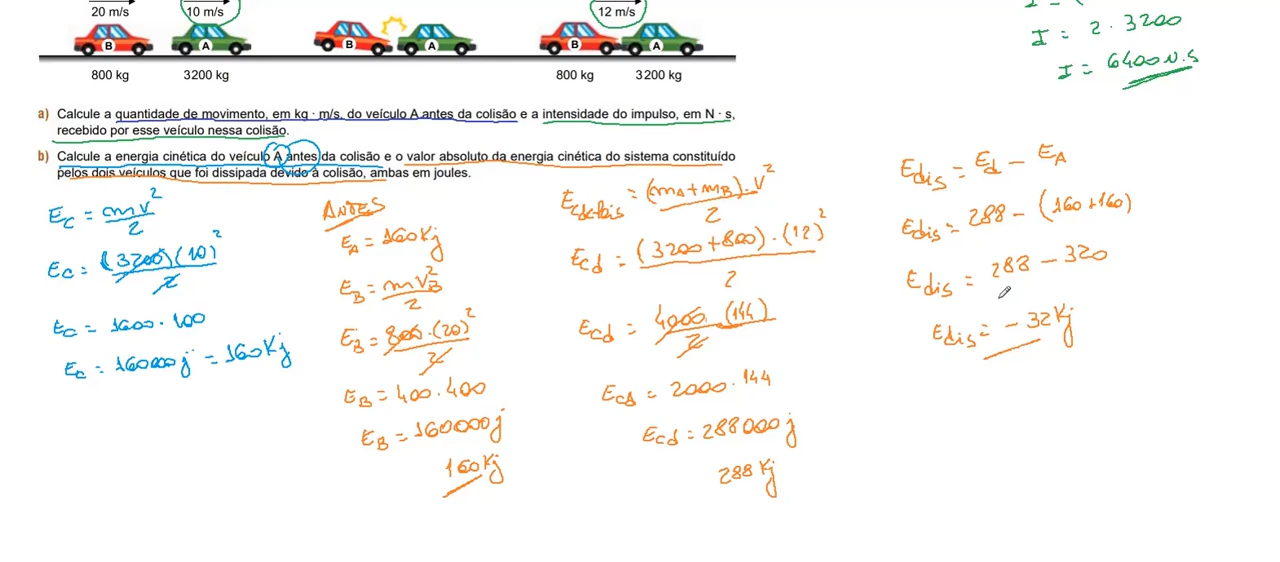 20 m/s
10 m/s
12 m/s
B
A
B
A
B
A
800 kg
3200 kg
800 kg
3200 kg
I = 2 . 3200
I = 6400 N.S
a) Calcule a quantidade de movimento, em kg · m/s, do veículo A antes da colisão e a intensidade do impulso, em N · s,
recebido por esse veículo nessa colisão.
b) Calcule a energia cinética do veículo A antes da colisão e o valor absoluto da energia cinética do sistema constituído
pelos dois veículos que foi dissipada devido à colisão, ambas em joules.
Ec = mv²/2
Ec = (3200)(10)²/2
Ec = 1600 . 100
Ec = 160000 j = 160 Kj
ANTES
EA = 160 Kj
EB = mVB²/2
EB = 800 . (20)²/2
EB = 400 . 400
EB = 160000 j
160 Kj
Ecdepois = (mA + mB) . V²/2
Ecd = (3200 + 800) . (12)²/2
Ecd = 4000 . (144)/2
Ecd = 2000 . 144
Ecd = 288000 j
288 Kj
Edis = Ed - EA
Edis = 288 - (160 + 160)
Edis = 288 - 320
Edis = - 32 Kj